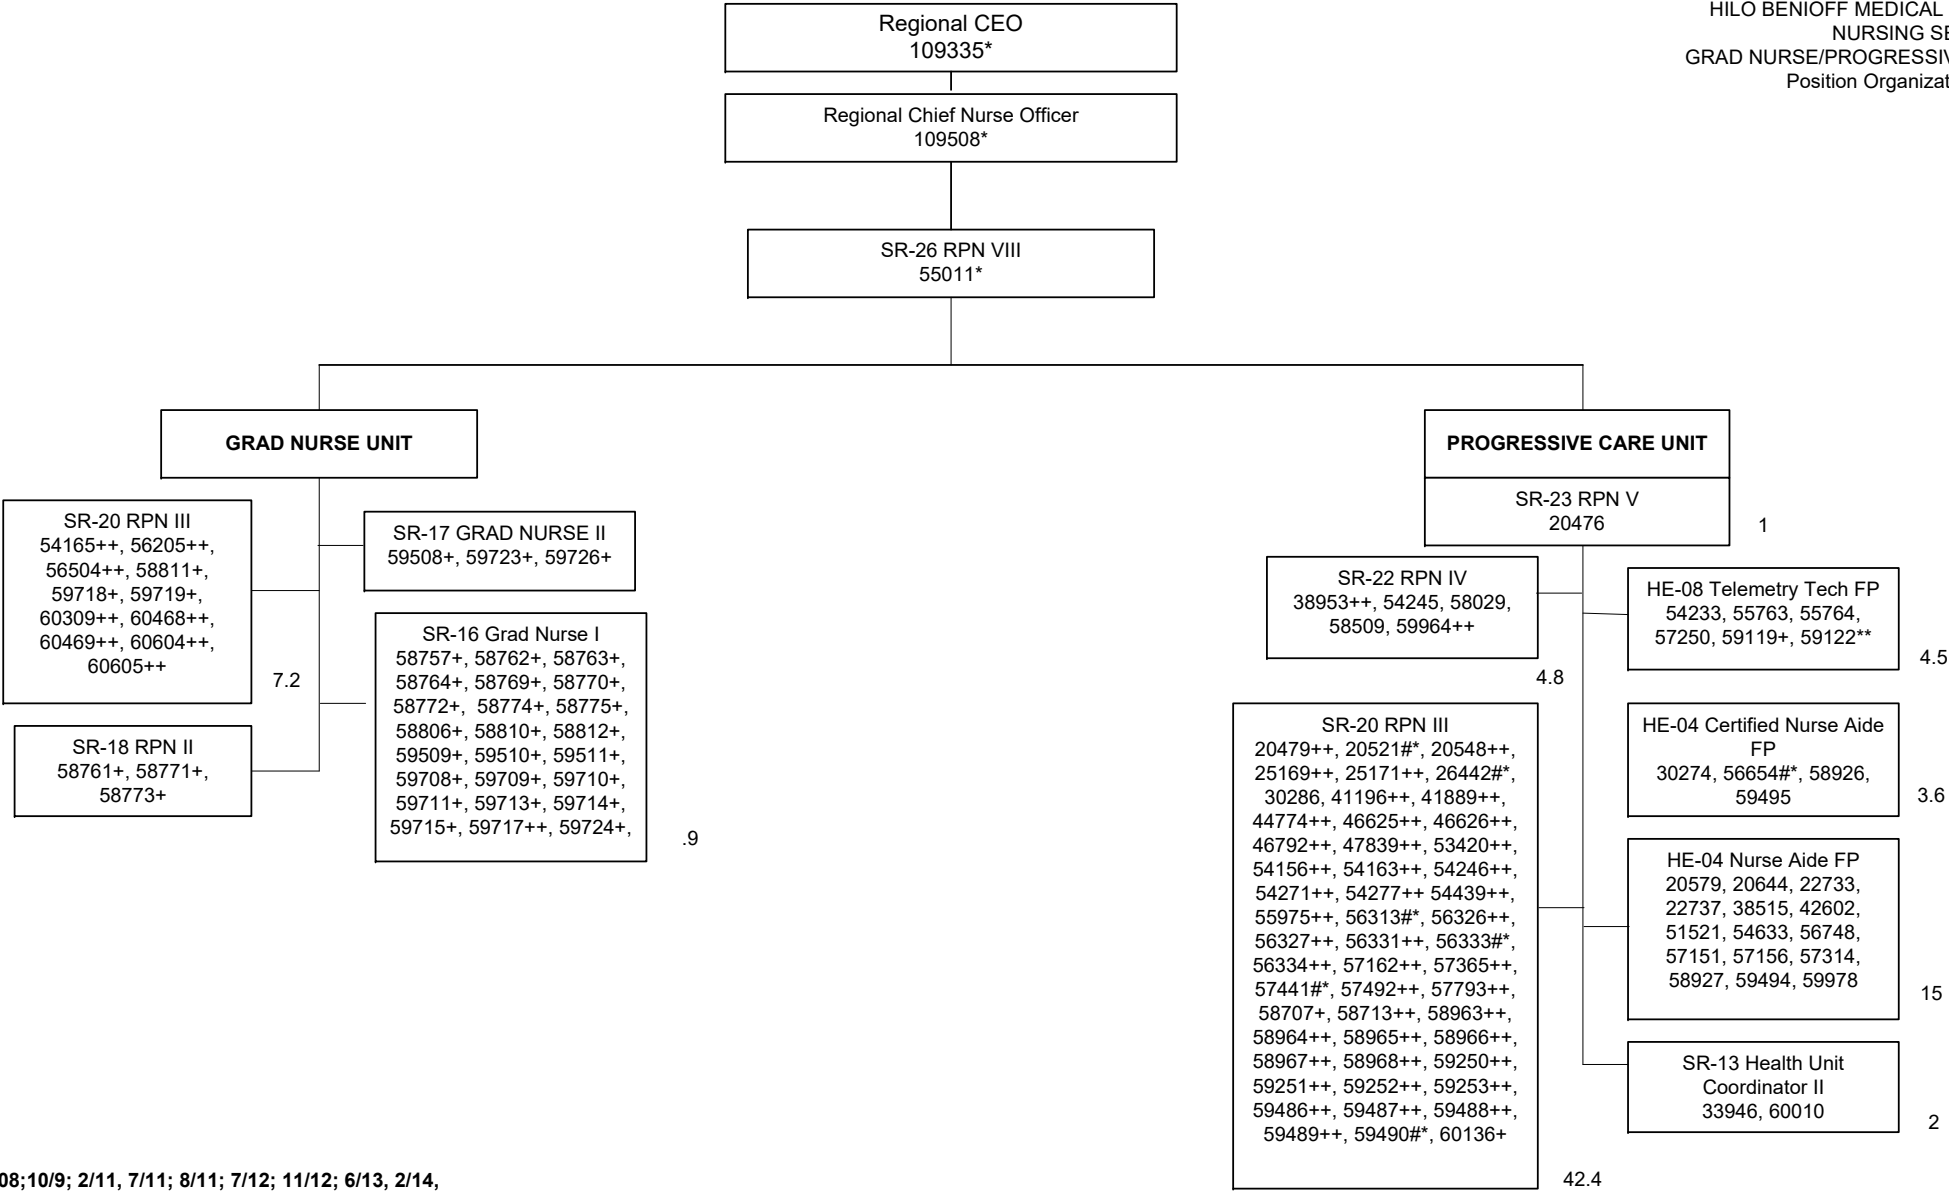 HILO BENIOFF MEDICAL
NURSING
GRAD NURSE/
Position
Regional CEO
109335*
Regional Chief Nurse Officer
109508*
SR-26 RPN VIII
55011*
GRAD NURSE UNIT
SR-20 RPN III
54165++, 56205++,
56504++, 58811+,
59718+, 59719+,
60309++, 60468++,
60469++, 60604++,
60605++
7.2
SR-18 RPN II
58761+, 58771+,
58773+
SR-17 GRAD NURSE II
59508+, 59723+, 59726+
SR-16 Grad Nurse I
58757+, 58762+, 58763+,
58764+, 58769+, 58770+,
58772+, 58774+, 58775+,
58806+, 58810+, 58812+,
59509+, 59510+, 59511+,
59708+, 59709+, 59710+,
59711+, 59713+, 59714+,
59715+, 59717++, 59724+,
.9
PROGRESSIVE CARE UNIT
SR-23 RPN V
20476
1
SR-22 RPN IV
38953++, 54245, 58029,
58509, 59964++
4.8
SR-20 RPN III
20479++, 20521#*, 20548++,
25169++, 25171++, 26442#*,
30286, 41196++, 41889++,
44774++, 46625++, 46626++,
46792++, 47839++, 53420++,
54156++, 54163++, 54246++,
54271++, 54277++ 54439++,
55975++, 56313#*, 56326++,
56327++, 56331++, 56333#*,
56334++, 57162++, 57365++,
57441#*, 57492++, 57793++,
58707+, 58713++, 58963++,
58964++, 58965++, 58966++,
58967++, 58968++, 59250++,
59251++, 59252++, 59253++,
59486++, 59487++, 59488++,
59489++, 59490#*, 60136+
42.4
HE-08 Telemetry Tech FP
54233, 55763, 55764,
57250, 59119+, 59122**
4.5
HE-04 Certified Nurse Aide
FP
30274, 56654#*, 58926,
59495
3.6
HE-04 Nurse Aide FP
20579, 20644, 22733,
22737, 38515, 42602,
51521, 54633, 56748,
57151, 57156, 57314,
58927, 59494, 59978
15
SR-13 Health Unit
Coordinator II
33946, 60010
2
08;10/9; 2/11, 7/11; 8/11; 7/12; 11/12; 6/13, 2/14,